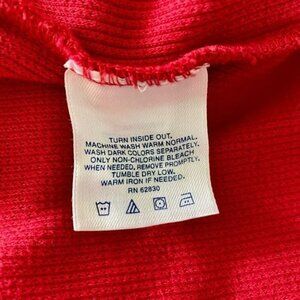 TURN INSIDE OUT.
MACHINE WASH WARM NORMAL.
WASH DARK COLORS SEPARATELY.
ONLY NON-CHLORINE BLEACH
WHEN NEEDED, REMOVE PROMPTLY.
TUMBLE DRY LOW.
WARM IRON IF NEEDED.
RN 62830